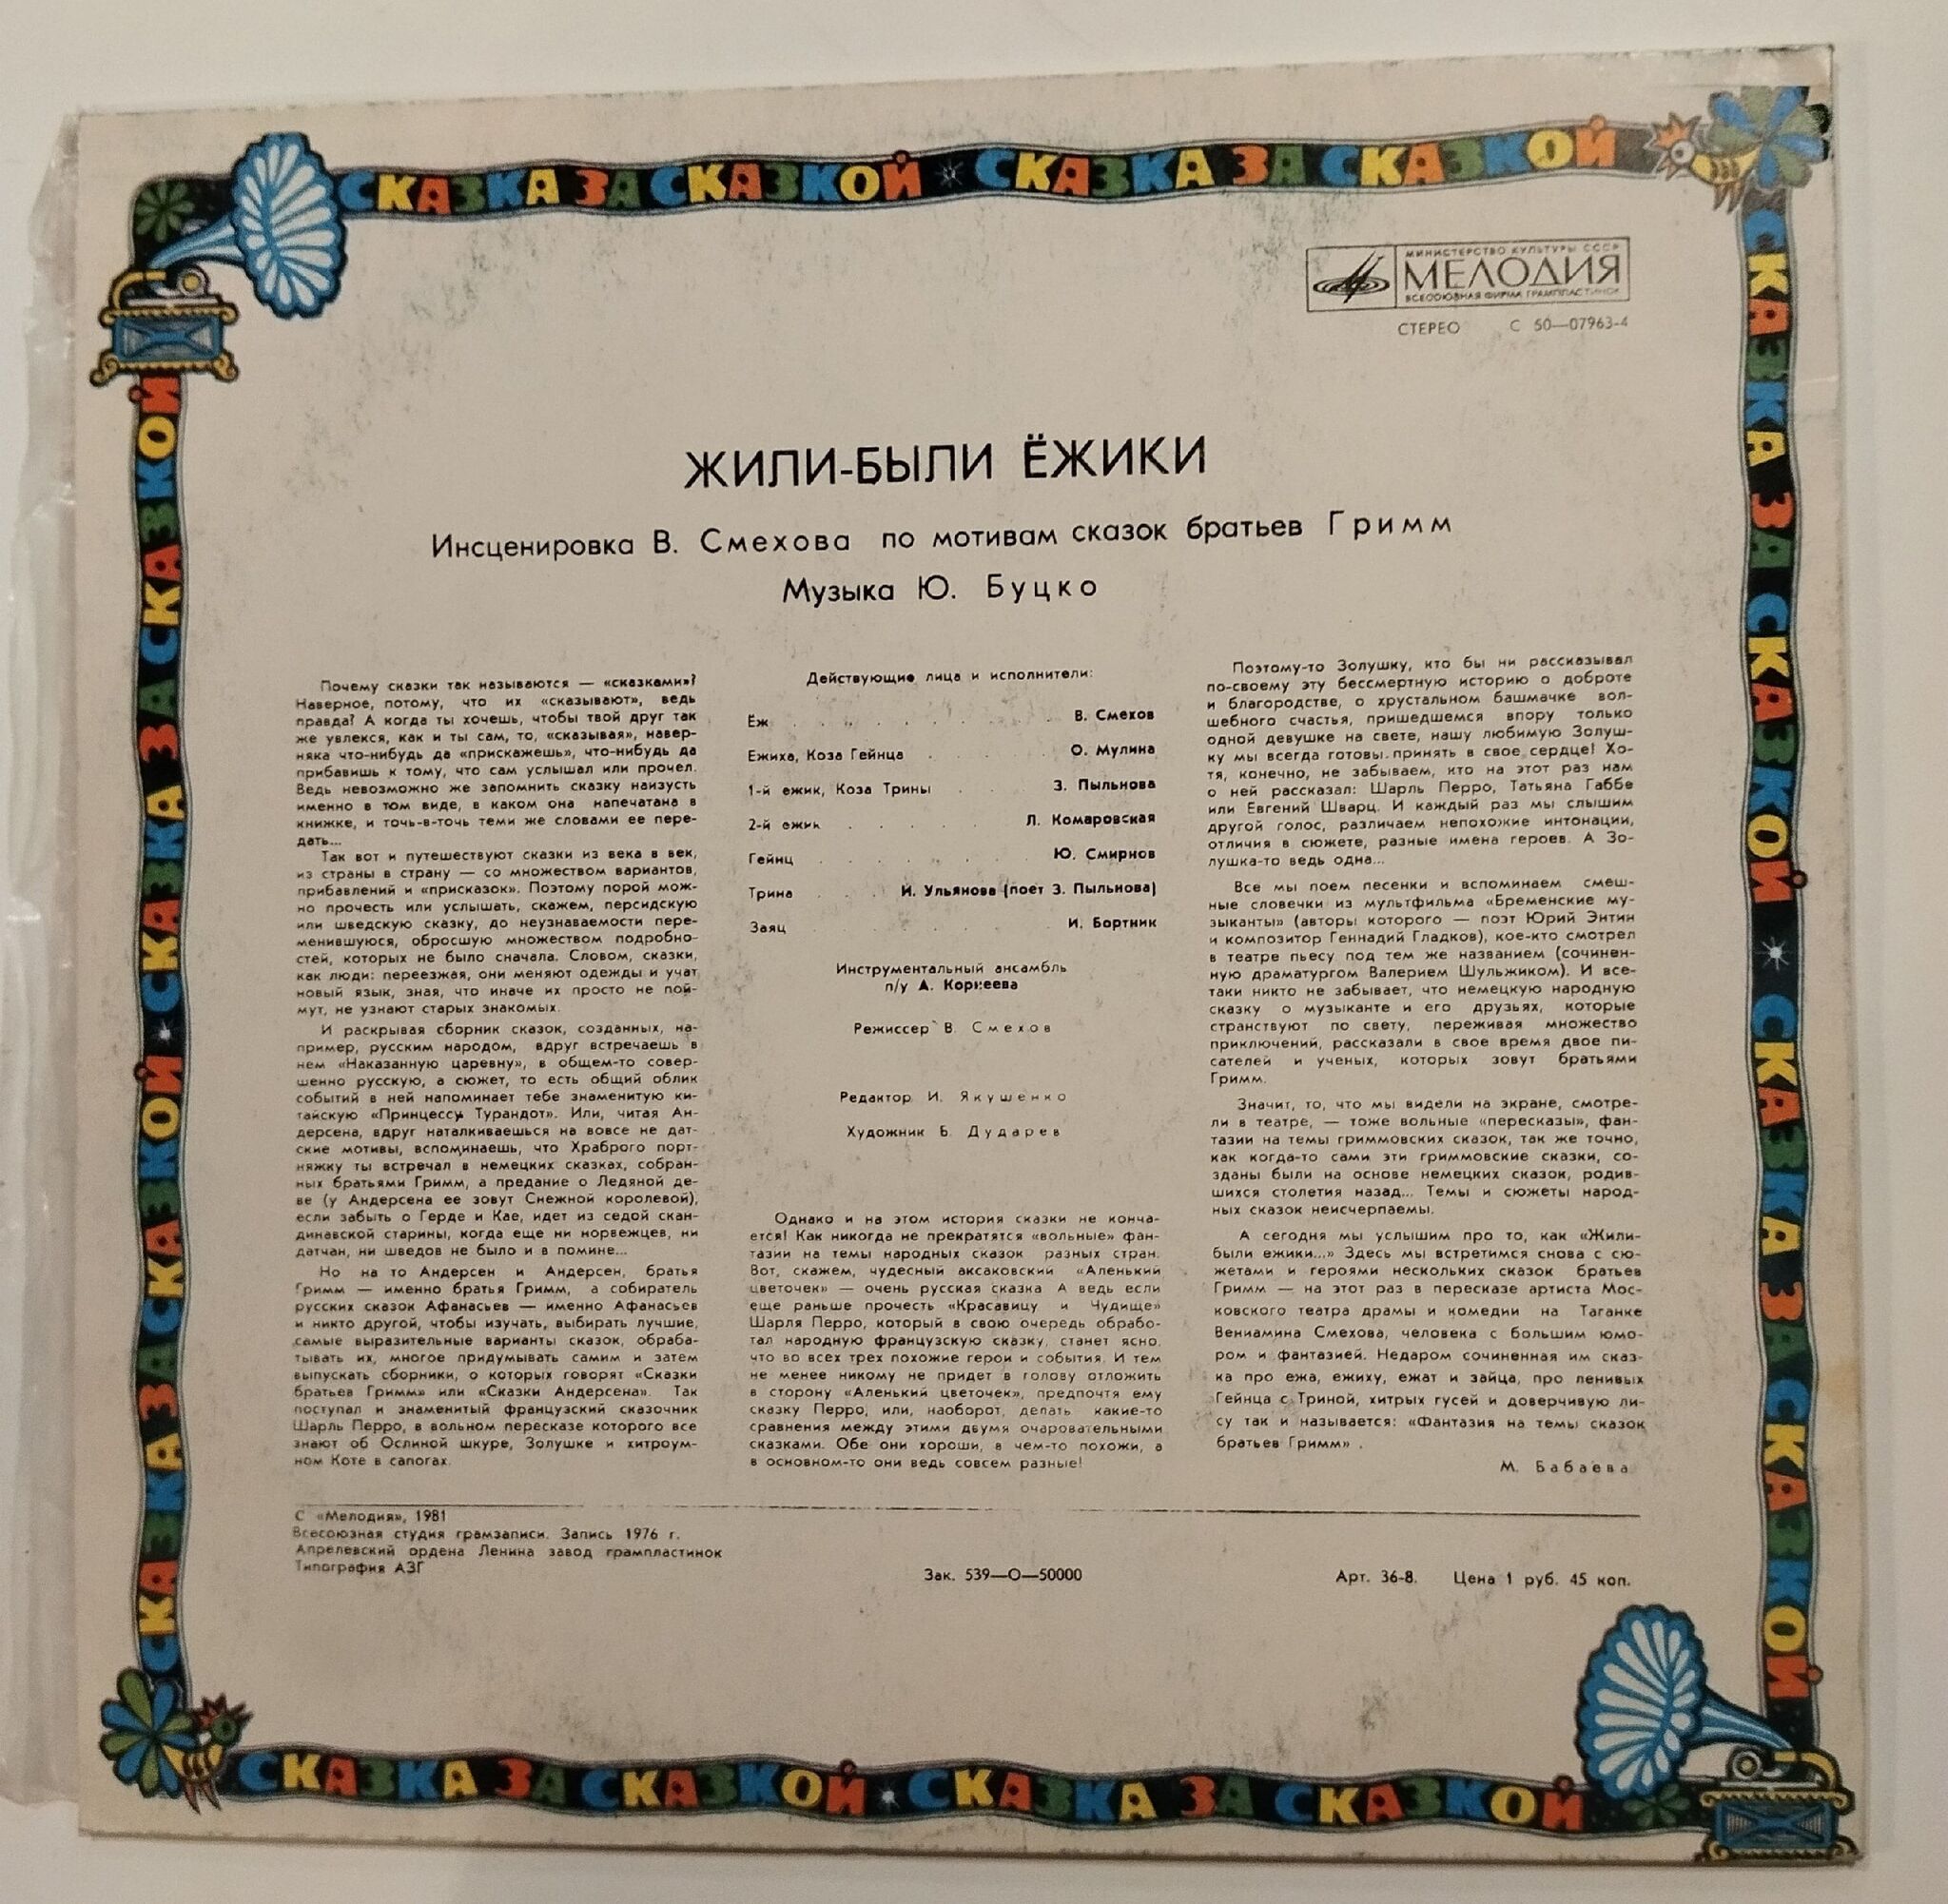 СКАЗКА ЗА СКАЗКОЙ * СКАЗКА ЗА СКАЗКОЙ
СКАЗКА ЗА СКАЗКОЙ * СКАЗКА ЗА СКАЗКОЙ
СКАЗКА ЗА СКАЗКОЙ * СКАЗКА ЗА СКАЗКОЙ
МИНИСТЕРСТВО КУЛЬТУРЫ СССР
МЕЛОДИЯ
ВСЕСОЮЗНАЯ ФИРМА ГРАМПЛАСТИНОК
СТЕРЕО С 50—07963-4
ЖИЛИ-БЫЛИ ЁЖИКИ
Инсценировка В. Смехова по мотивам сказок братьев Гримм
Музыка Ю. Буцко
Почему сказки так называются — «сказками»?
Наверное, потому, что их «сказывают», ведь
правда? А когда ты хочешь, чтобы твой друг так
же увлекся, как и ты сам, то, «сказывая», навер-
няка что-нибудь да «прискажешь», что-нибудь да
прибавишь к тому, что сам услышал или прочел.
Ведь невозможно же запомнить сказку наизусть
именно в том виде, в каком она напечатана в
книжке, и точь-в-точь теми же словами ее пере-
дать...
Так вот и путешествуют сказки из века в век,
из страны в страну — со множеством вариантов,
прибавлений и «присказок». Поэтому порой мож-
но прочесть или услышать, скажем, персидскую
или шведскую сказку, до неузнаваемости пере-
менившуюся, обросшую множеством подробно-
стей, которых не было сначала. Словом, сказки,
как люди: переезжая, они меняют одежды и учат
новый язык, зная, что иначе их просто не пой-
мут, не узнают старых знакомых.
И раскрывая сборник сказок, созданных, на-
пример, русским народом, вдруг встречаешь в
нем «Наказанную царевну», в общем-то совер-
шенно русскую, а сюжет, то есть общий облик
событий в ней напоминает тебе знаменитую ки-
тайскую «Принцессу Турандот». Или, читая Ан-
дерсена, вдруг наталкиваешься на вовсе не дат-
ские мотивы, вспоминаешь, что Храброго порт-
няжку ты встречал в немецких сказках, собран-
ных братьями Гримм, а предание о Ледяной де-
ве (у Андерсена ее зовут Снежной королевой),
если забыть о Герде и Кае, идет из седой скан-
динавской старины, когда еще ни норвежцев, ни
датчан, ни шведов не было и в помине...
Но на то Андерсен и Андерсен, братья
Гримм — именно братья Гримм, а собиратель
русских сказок Афанасьев — именно Афанасьев
и никто другой, чтобы изучать, выбирать лучшие,
самые выразительные варианты сказок, обраба-
тывать их, многое придумывать самим и затем
выпускать сборники, о которых говорят «Сказки
братьев Гримм» или «Сказки Андерсена». Так
поступал и знаменитый французский сказочник
Шарль Перро, в вольном пересказе которого все
знают об Ослиной шкуре, Золушке и хитроум-
ном Коте в сапогах.
Действующие лица и исполнители:
Еж . . . . . . . В. Смехов
Ежиха, Коза Гейнца . . . О. Мулина
1-й ежик, Коза Трины . . З. Пыльнова
2-й ежик . . . . . Л. Комаровская
Гейнц . . . . . . Ю. Смирнов
Трина . . . И. Ульянова (поет З. Пыльнова)
Заяц . . . . . . И. Бортник
Инструментальный ансамбль
п/у А. Корнеева
Режиссер В. Смехов
Редактор И. Якушенко
Художник Б. Дударев
Однако и на этом история сказки не конча-
ется! Как никогда не прекратятся «вольные» фан-
тазии на темы народных сказок разных стран.
Вот, скажем, чудесный аксаковский «Аленький
цветочек» — очень русская сказка А ведь если
еще раньше прочесть «Красавицу и Чудище»
Шарля Перро, который в свою очередь обрабо-
тал народную французскую сказку, станет ясно,
что во всех трех похожие герои и события. И тем
не менее никому не придет в голову отложить
в сторону «Аленький цветочек», предпочтя ему
сказку Перро, или, наоборот, делать какие-то
сравнения между этими двумя очаровательными
сказками. Обе они хороши, в чем-то похожи, а
в основном-то они ведь совсем разные!
Поэтому-то Золушку, кто бы ни рассказывал
по-своему эту бессмертную историю о доброте
и благородстве, о хрустальном башмачке вол-
шебного счастья, пришедшемся впору только
одной девушке на свете, нашу любимую Золуш-
ку мы всегда готовы принять в свое сердце! Хо-
тя, конечно, не забываем, кто на этот раз нам
о ней рассказал: Шарль Перро, Татьяна Габбе
или Евгений Шварц. И каждый раз мы слышим
другой голос, различаем непохожие интонации,
отличия в сюжете, разные имена героев. А Зо-
лушка-то ведь одна...
Все мы поем песенки и вспоминаем смеш-
ные словечки из мультфильма «Бременские му-
зыканты» (авторы которого — поэт Юрий Энтин
и композитор Геннадий Гладков), кое-кто смотрел
в театре пьесу под тем же названием (сочинен-
ную драматургом Валерием Шульжиком). И все-
таки никто не забывает, что немецкую народную
сказку о музыканте и его друзьях, которые
странствуют по свету, переживая множество
приключений, рассказали в свое время двое пи-
сателей и ученых, которых зовут братьями
Гримм.
Значит, то, что мы видели на экране, смотре-
ли в театре, — тоже вольные «пересказы», фан-
тазии на темы гриммовских сказок, так же точно,
как когда-то сами эти гриммовские сказки, со-
зданы были на основе немецких сказок, родив-
шихся столетия назад... Темы и сюжеты народ-
ных сказок неисчерпаемы.
А сегодня мы услышим про то, как «Жили-
были ежики...» Здесь мы встретимся снова с сю-
жетами и героями нескольких сказок братьев
Гримм — на этот раз в пересказе артиста Мос-
ковского театра драмы и комедии на Таганке
Вениамина Смехова, человека с большим юмо-
ром и фантазией. Недаром сочиненная им сказ-
ка про ежа, ежиху, ежат и зайца, про ленивых
Гейнца с Триной, хитрых гусей и доверчивую ли-
су так и называется: «Фантазия на темы сказок
братьев Гримм» .
М. Бабаева
С «Мелодия», 1981
Всесоюзная студия грамзаписи. Запись 1976 г.
Апрелевский ордена Ленина завод грампластинок
Типография АЗГ
Зак. 539—О—50000
Арт. 36-8. Цена 1 руб. 45 коп.
СКАЗКА ЗА СКАЗКОЙ * СКАЗКА ЗА СКАЗКОЙ